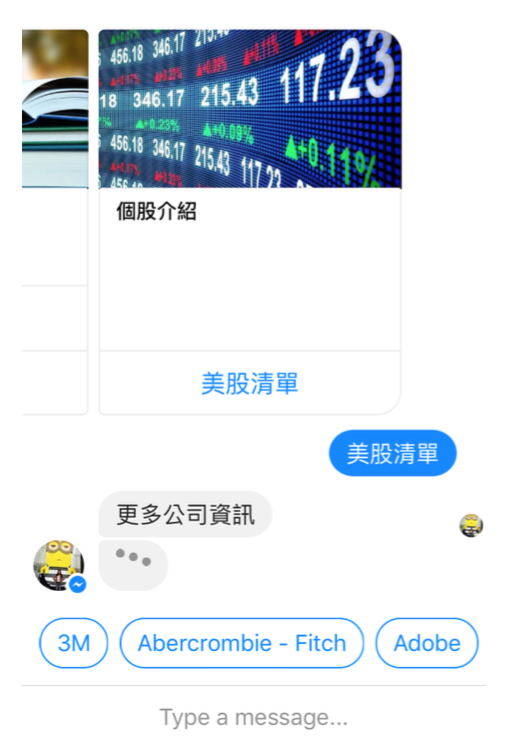 456.18 346.17 215.43
18 346.17 215.43 117.23
▲+0.23% ▲+0.09%
456.18 346.17 215.43 117.23
▲+0.11%
個股介紹
美股清單
美股清單
更多公司資訊
3M Abercrombie - Fitch Adobe
Type a message...